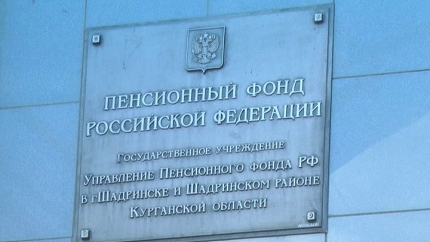 ПЕНСИОННЫЙ ФОНД
РОССИЙСКОЙ ФЕДЕРАЦИИ
ГОСУДАРСТВЕННОЕ УЧРЕЖДЕНИЕ
УПРАВЛЕНИЕ ПЕНСИОННОГО ФОНДА РФ
В Г.ШАДРИНСКЕ И ШАДРИНСКОМ РАЙОНЕ
КУРГАНСКОЙ ОБЛАСТИ